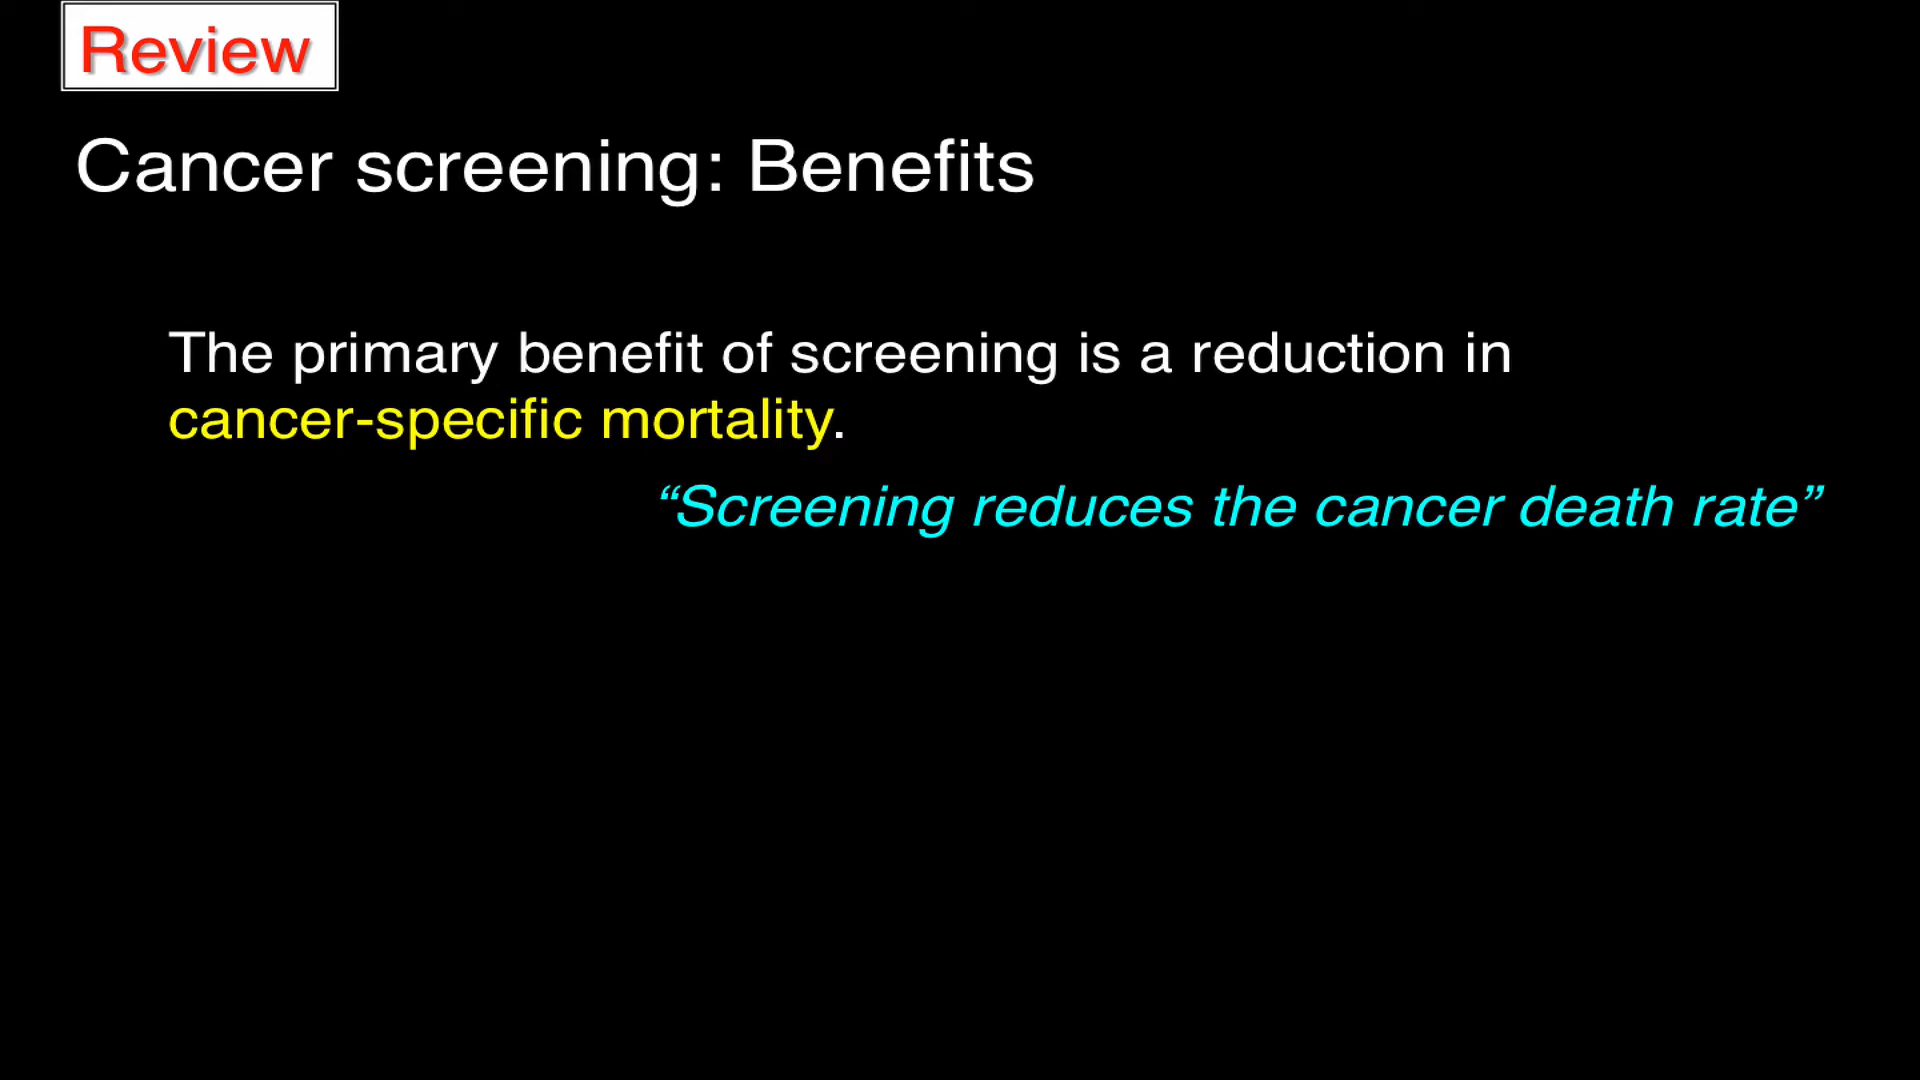 Review
Cancer screening: Benefits
The primary benefit of screening is a reduction in
cancer-specific mortality.
“Screening reduces the cancer death rate”